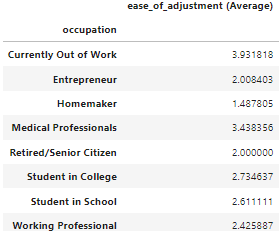 ease_of_adjustment (Average)
occupation
Currently Out of Work 3.931818
Entrepreneur 2.008403
Homemaker 1.487805
Medical Professionals 3.438356
Retired/Senior Citizen 2.000000
Student in College 2.734637
Student in School 2.611111
Working Professional 2.425887